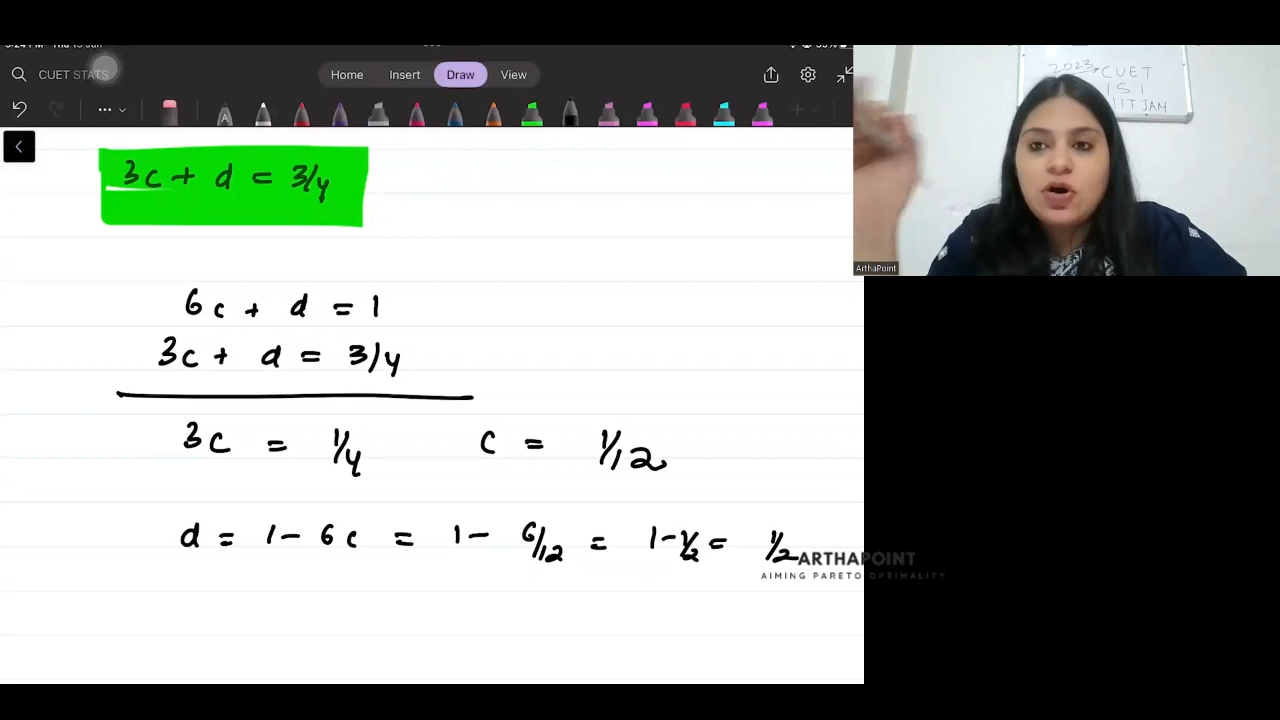 CUET STATS
Home Insert Draw View
2023 CUET
ISI
IIT JAM
ArthaPoint
3c + d = 3/4
6c + d = 1
3c + d = 3/4
3c = 1/4 c = 1/12
d = 1 - 6c = 1 - 6/12 = 1 - 1/2 = 1/2
ARTHAPOINT
AIMING PARETO OPTIMALITY